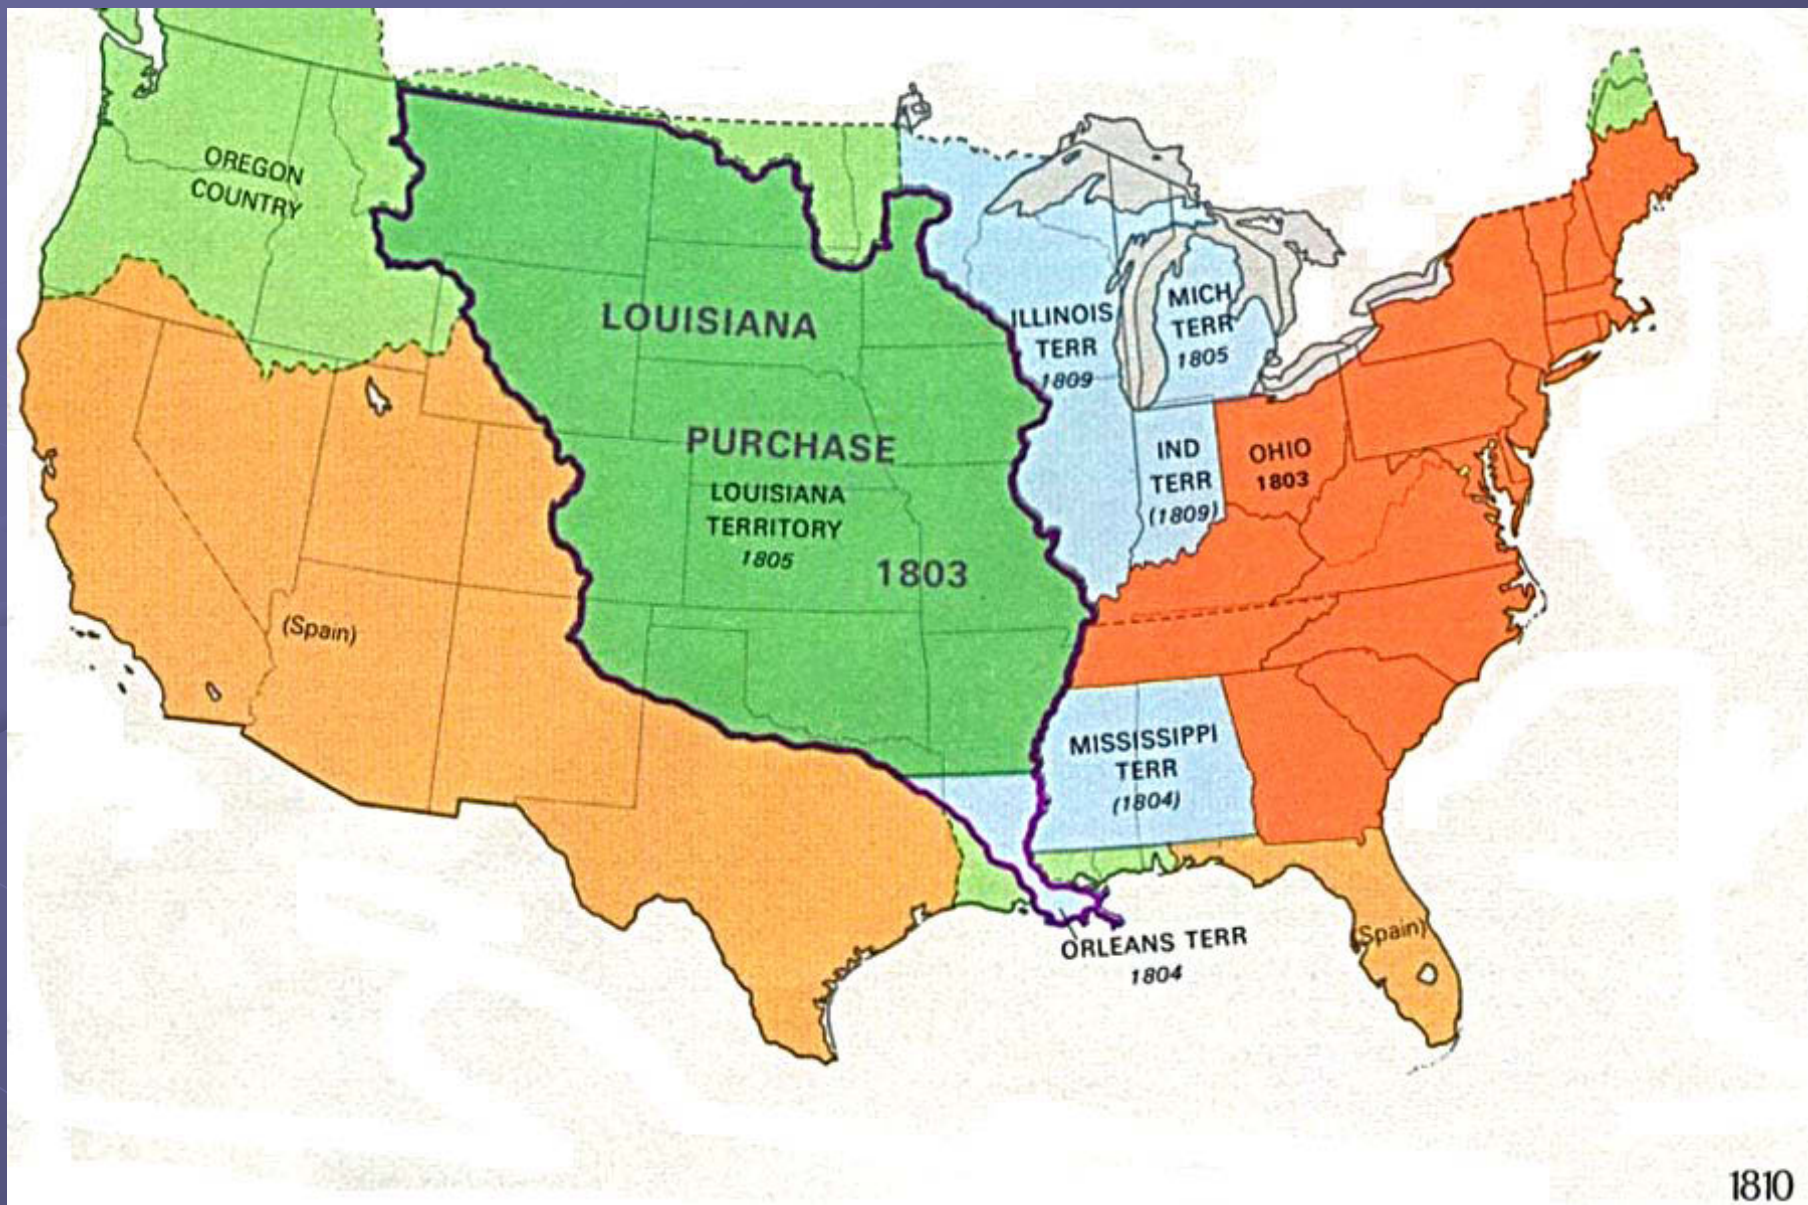 OREGON
COUNTRY
LOUISIANA
PURCHASE
LOUISIANA
TERRITORY
1805
1803
ILLINOIS
TERR
1809
MICH
TERR
1805
IND
TERR
(1809)
OHIO
1803
(Spain)
MISSISSIPPI
TERR
(1804)
ORLEANS TERR
1804
(Spain)
1810